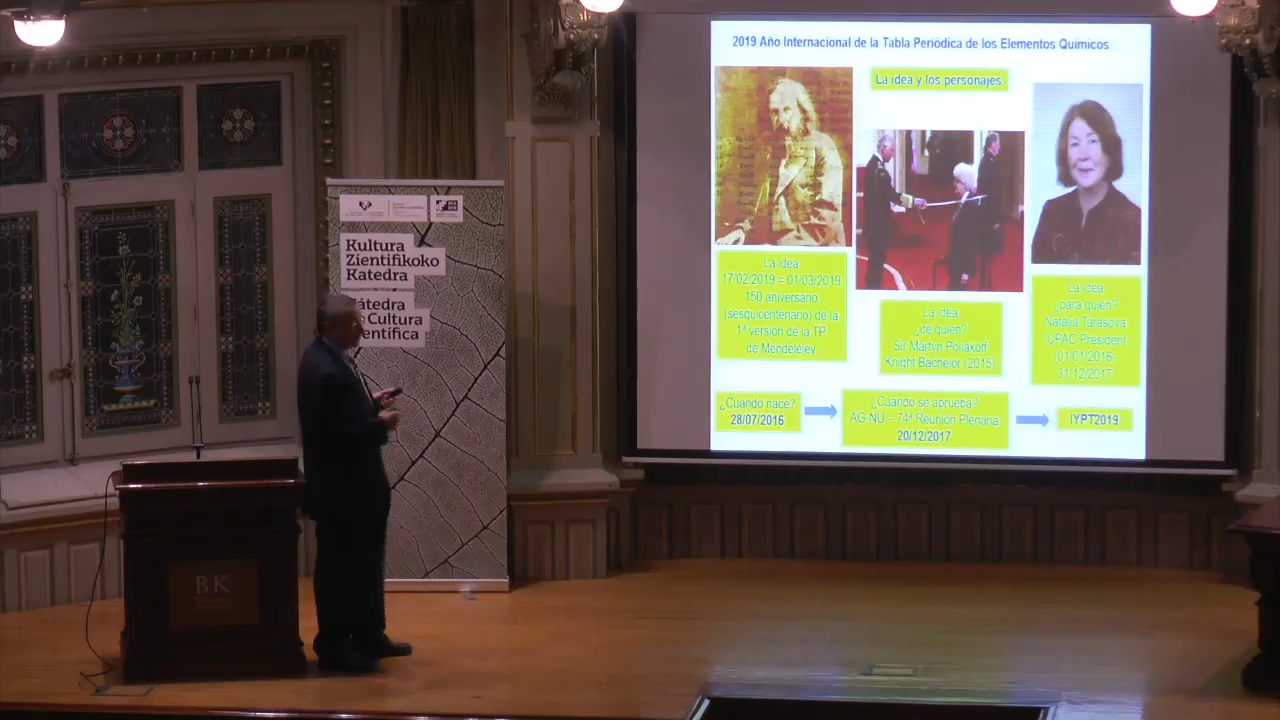 2019 Año Internacional de la Tabla Periódica de los Elementos Químicos
La idea y los personajes
La idea
17/02/2019 = 01/03/2019
150 aniversario
(sesquicentenario) de la
1ª versión de la TP
de Mendeléiev
La idea
¿de quién?
Sir Martyn Poliakoff
Knight Bachelor (2015)
La idea
¿para quién?
Natalia Tarasova
IUPAC President
(01/01/2016-
31/12/2017
¿Cuándo nace?
28/07/2016
¿Cuándo se aprueba?
AG-NU – 74ª Reunión Plenaria
20/12/2017
IYPT2019
Kultura
Zientifikoko
Katedra
Cátedra
Cultura
Científica
BK